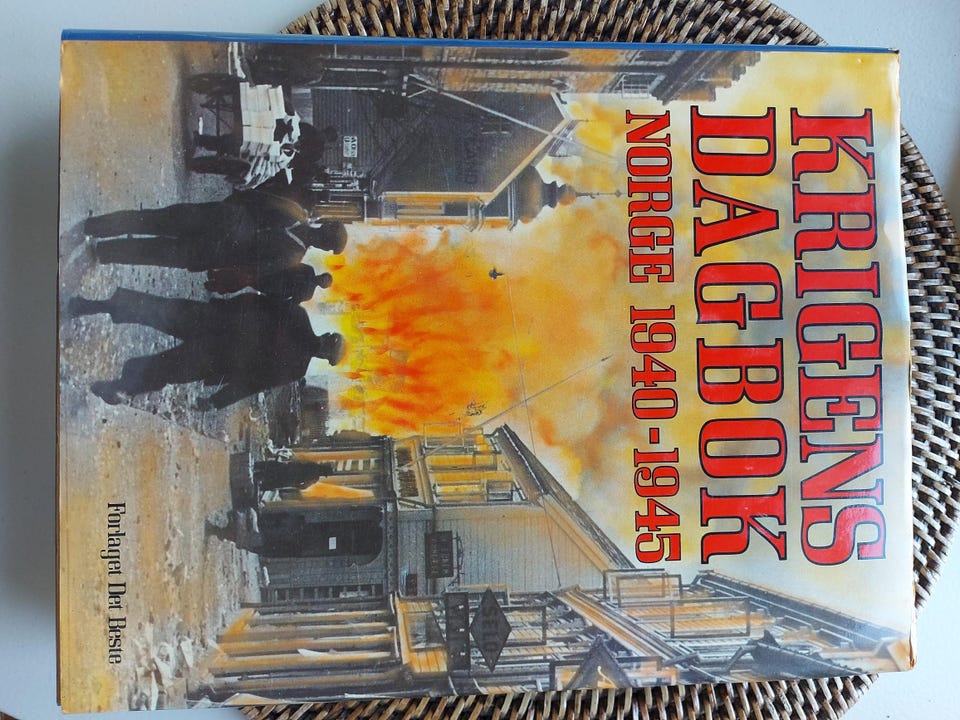 KRIGENS
DAGBOK
NORGE 1940-1945
Forlaget Det Beste